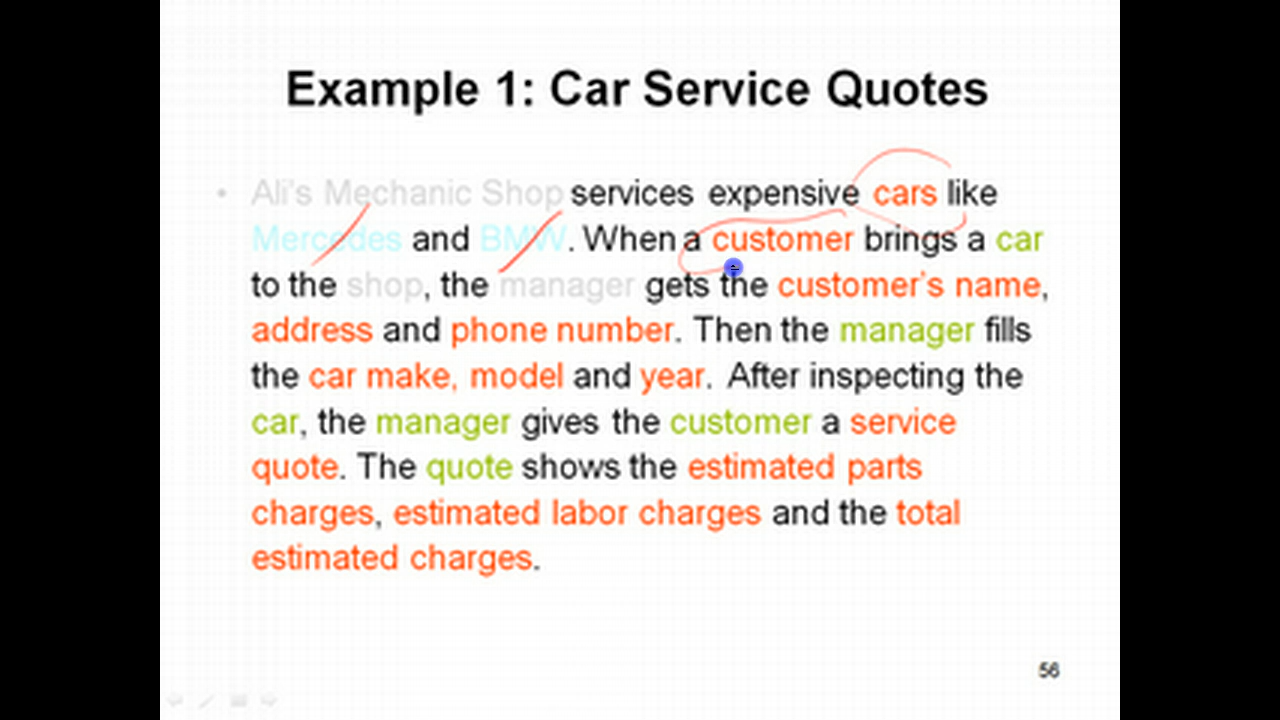 Example 1: Car Service Quotes
• Ali's Mechanic Shop services expensive cars like
Mercedes and BMW. When a customer brings a car
to the shop, the manager gets the customer's name,
address and phone number. Then the manager fills
the car make, model and year. After inspecting the
car, the manager gives the customer a service
quote. The quote shows the estimated parts
charges, estimated labor charges and the total
estimated charges.
56